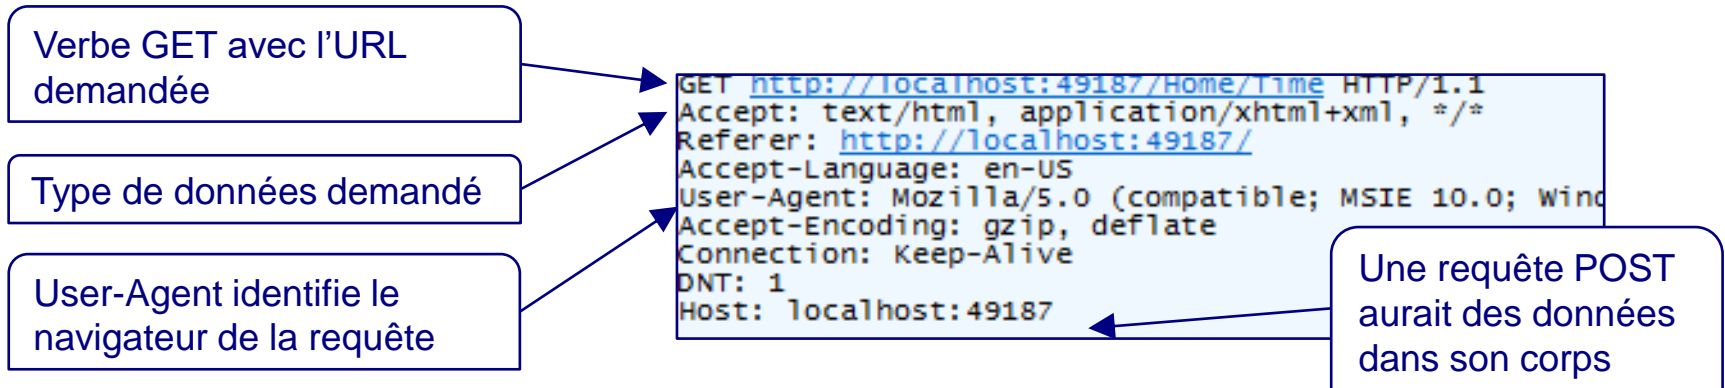 Verbe GET avec l’URL
demandée
Type de données demandé
User-Agent identifie le
navigateur de la requête
GET http://localhost:49187/Home/Time HTTP/1.1
Accept: text/html, application/xhtml+xml, */*
Referer: http://localhost:49187/
Accept-Language: en-US
User-Agent: Mozilla/5.0 (compatible; MSIE 10.0; Wind
Accept-Encoding: gzip, deflate
Connection: Keep-Alive
DNT: 1
Host: localhost:49187
Une requête POST
aurait des données
dans son corps